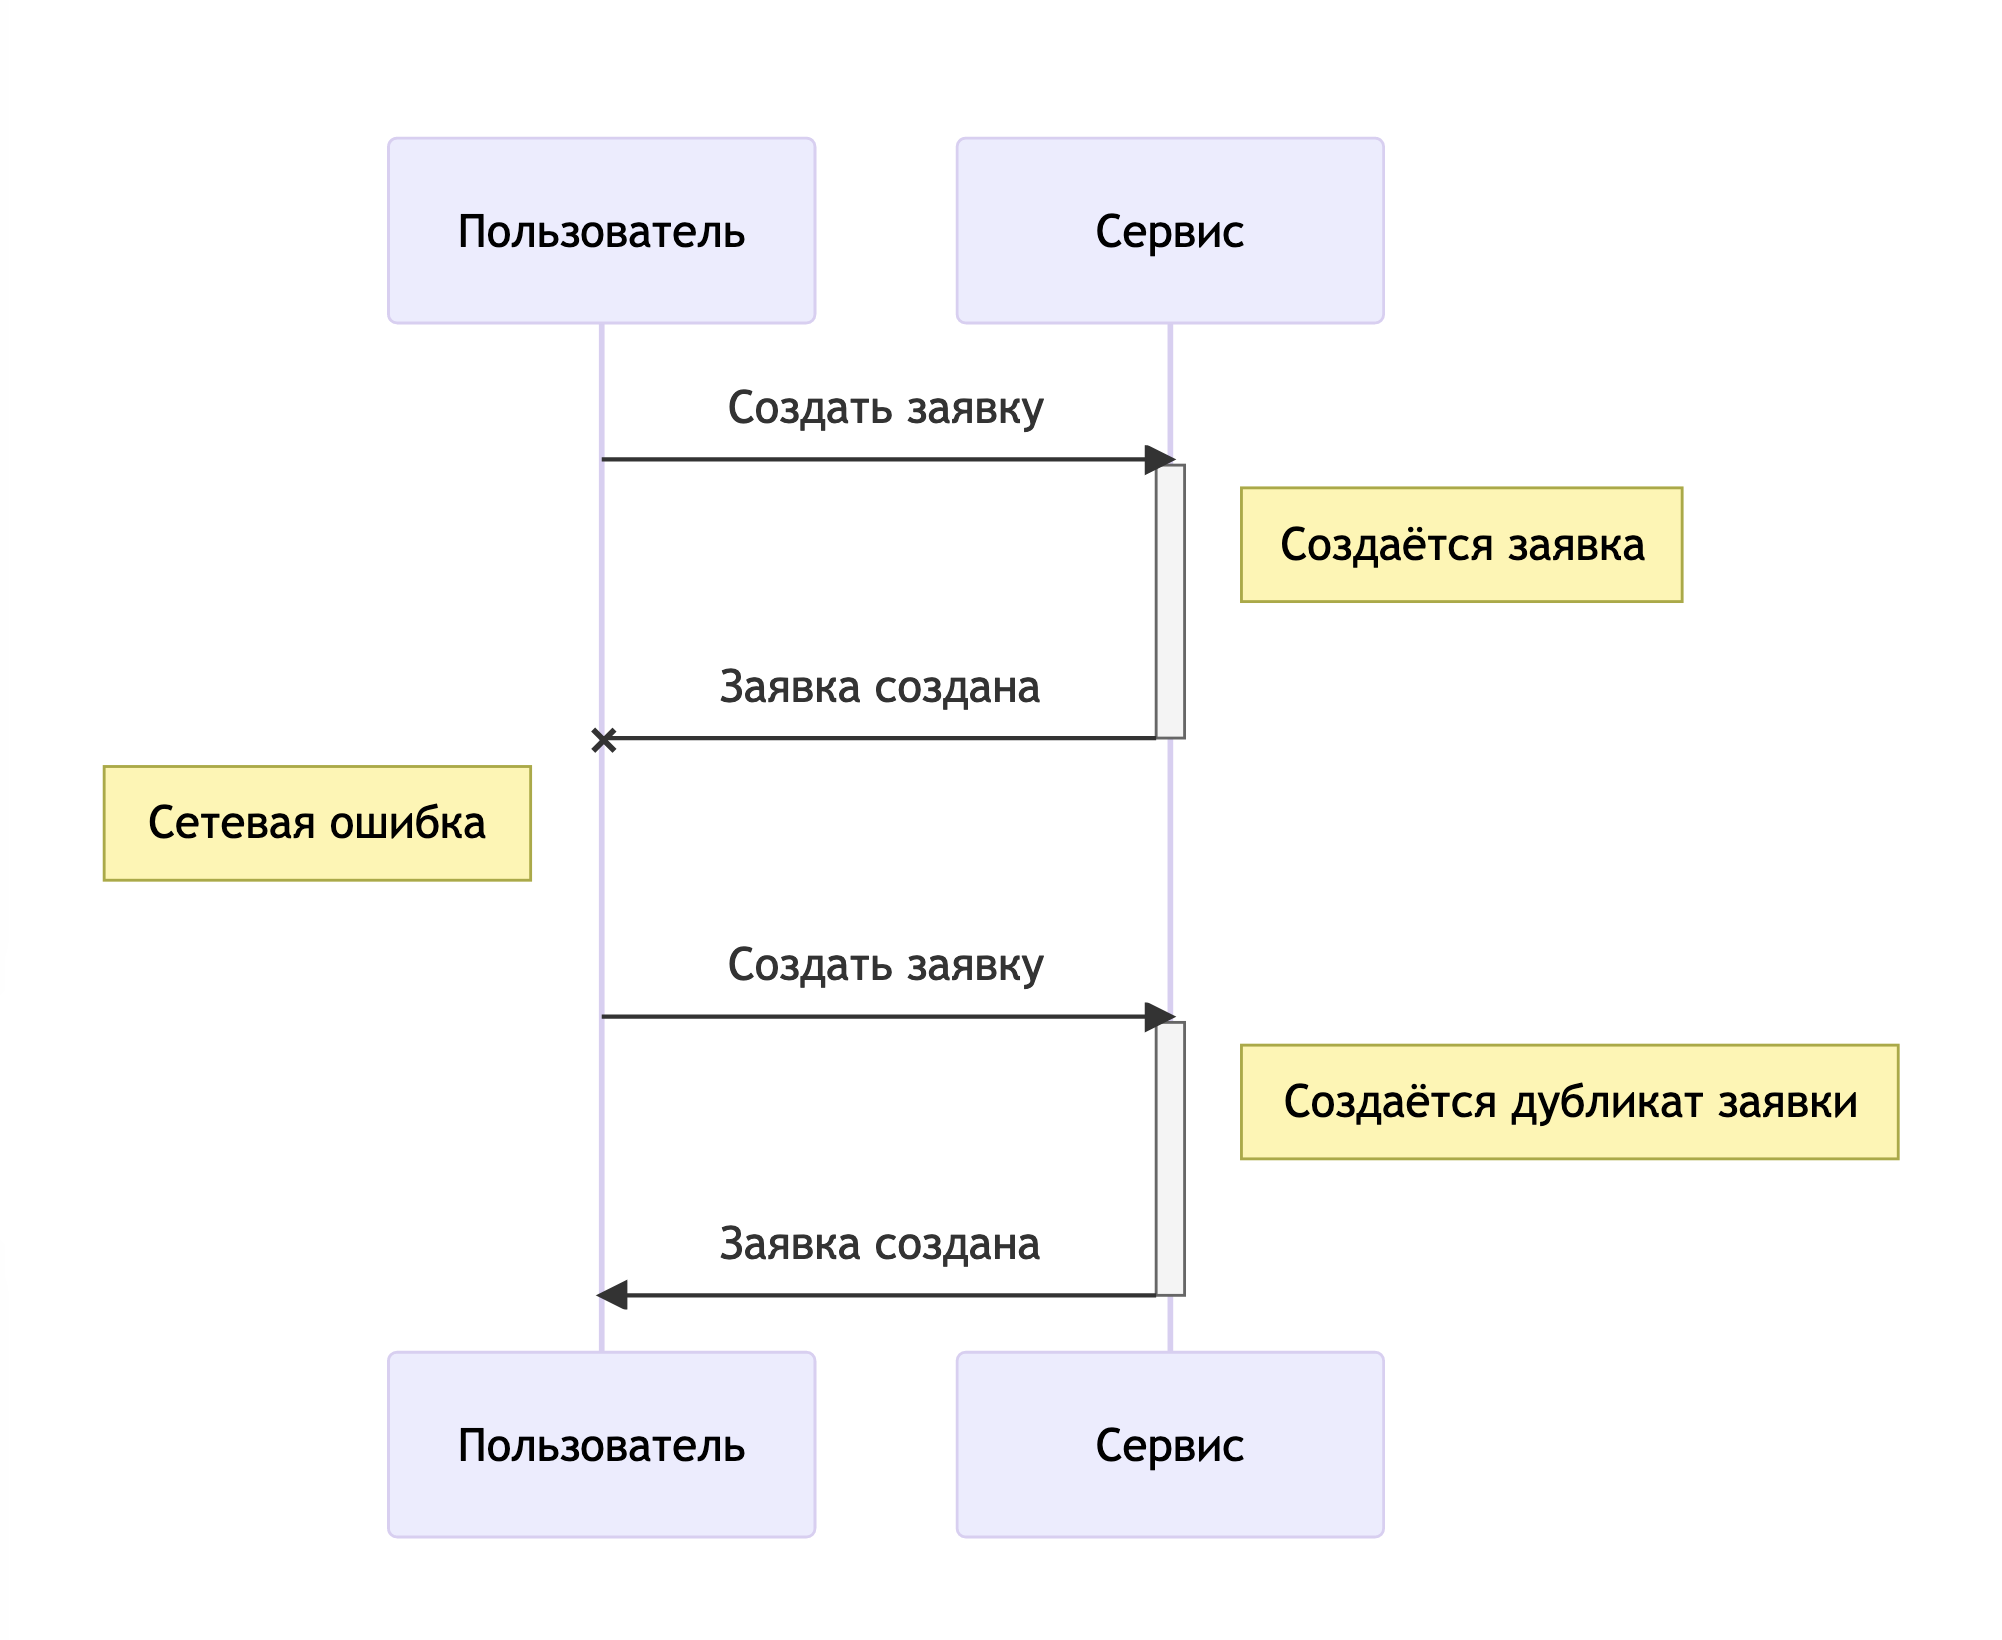 Пользователь
Сервис
Создать заявку
Создаётся заявка
Заявка создана
Сетевая ошибка
Создать заявку
Создаётся дубликат заявки
Заявка создана
Пользователь
Сервис